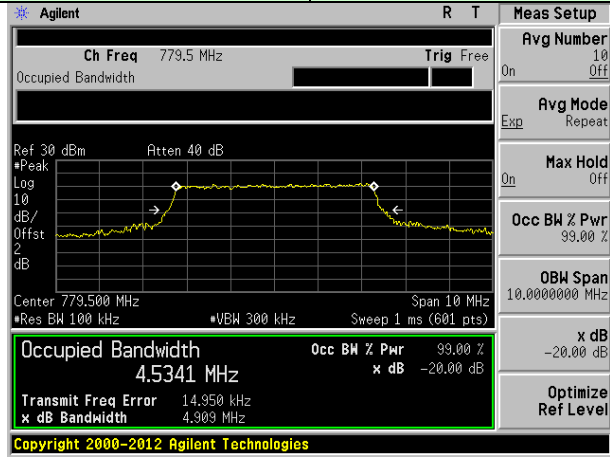 Agilent R T
Meas Setup
Ch Freq 779.5 MHz Trig Free
Occupied Bandwidth
Ref 30 dBm Atten 40 dB
#Peak
Log
10
dB/
Offst
2
dB
Center 779.500 MHz Span 10 MHz
#Res BW 100 kHz #VBW 300 kHz Sweep 1 ms (601 pts)
Occupied Bandwidth Occ BW % Pwr 99.00 %
4.5341 MHz x dB -20.00 dB
Transmit Freq Error 14.950 kHz
x dB Bandwidth 4.909 MHz
Copyright 2000-2012 Agilent Technologies
Avg Number
10
On Off
Avg Mode
Exp Repeat
Max Hold
On Off
Occ BW % Pwr
99.00 %
OBW Span
10.0000000 MHz
x dB
-20.00 dB
Optimize
Ref Level